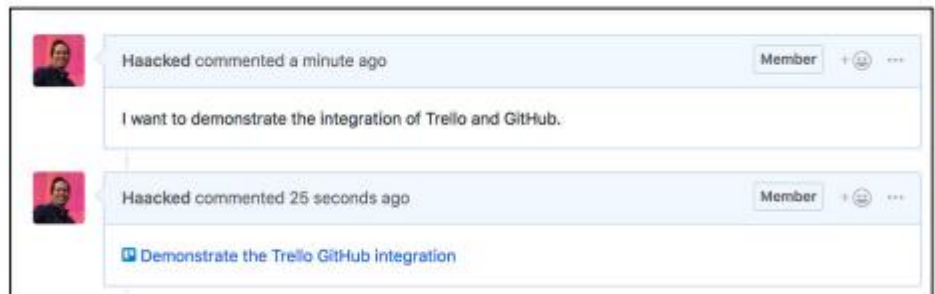 Haacked commented a minute ago Member
I want to demonstrate the integration of Trello and GitHub.
Haacked commented 25 seconds ago Member
Demonstrate the Trello GitHub integration